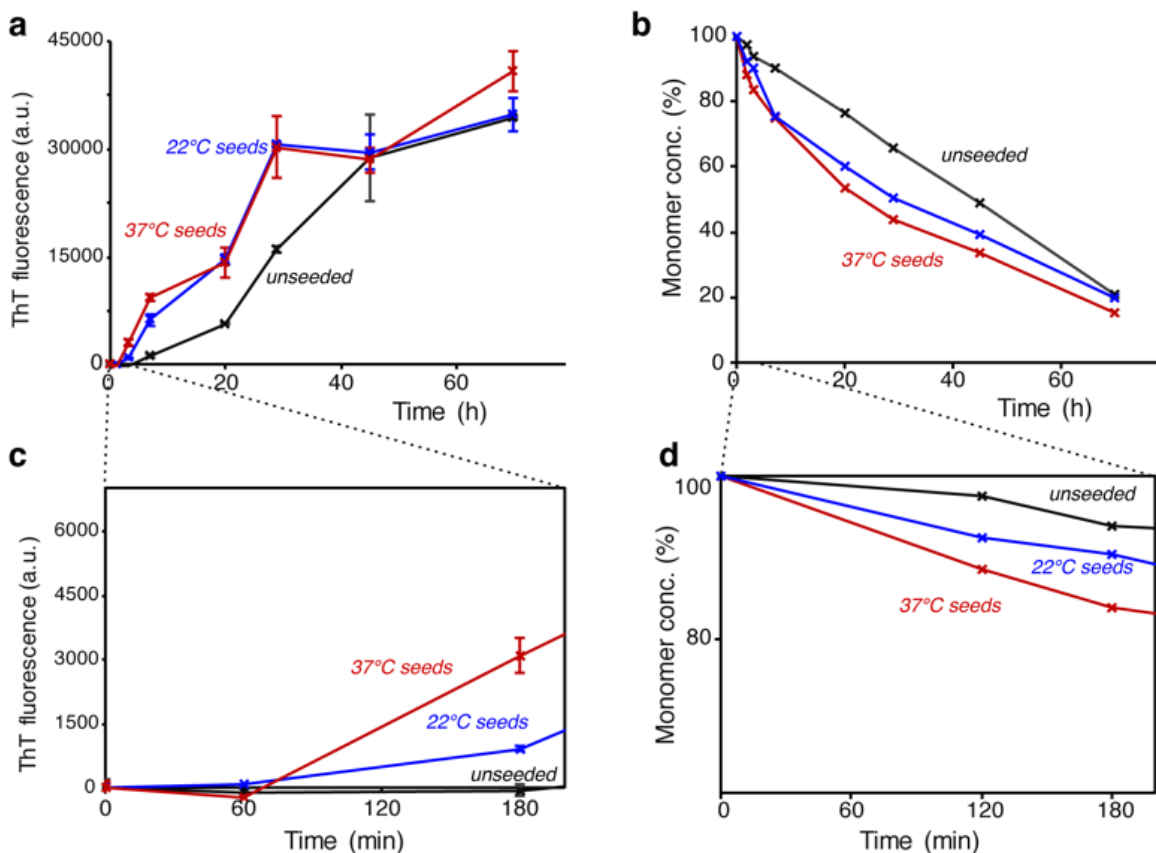 a
45000
30000
15000
0
ThT fluorescence (a.u.)
22°C seeds
37°C seeds
unseeded
0
20
40
60
Time (h)
b
100
80
60
40
20
0
Monomer conc. (%)
unseeded
37°C seeds
0
20
40
60
Time (h)
c
6000
4500
3000
1500
0
ThT fluorescence (a.u.)
37°C seeds
22°C seeds
unseeded
0
60
120
180
Time (min)
d
100
80
Monomer conc. (%)
unseeded
22°C seeds
37°C seeds
0
60
120
180
Time (min)